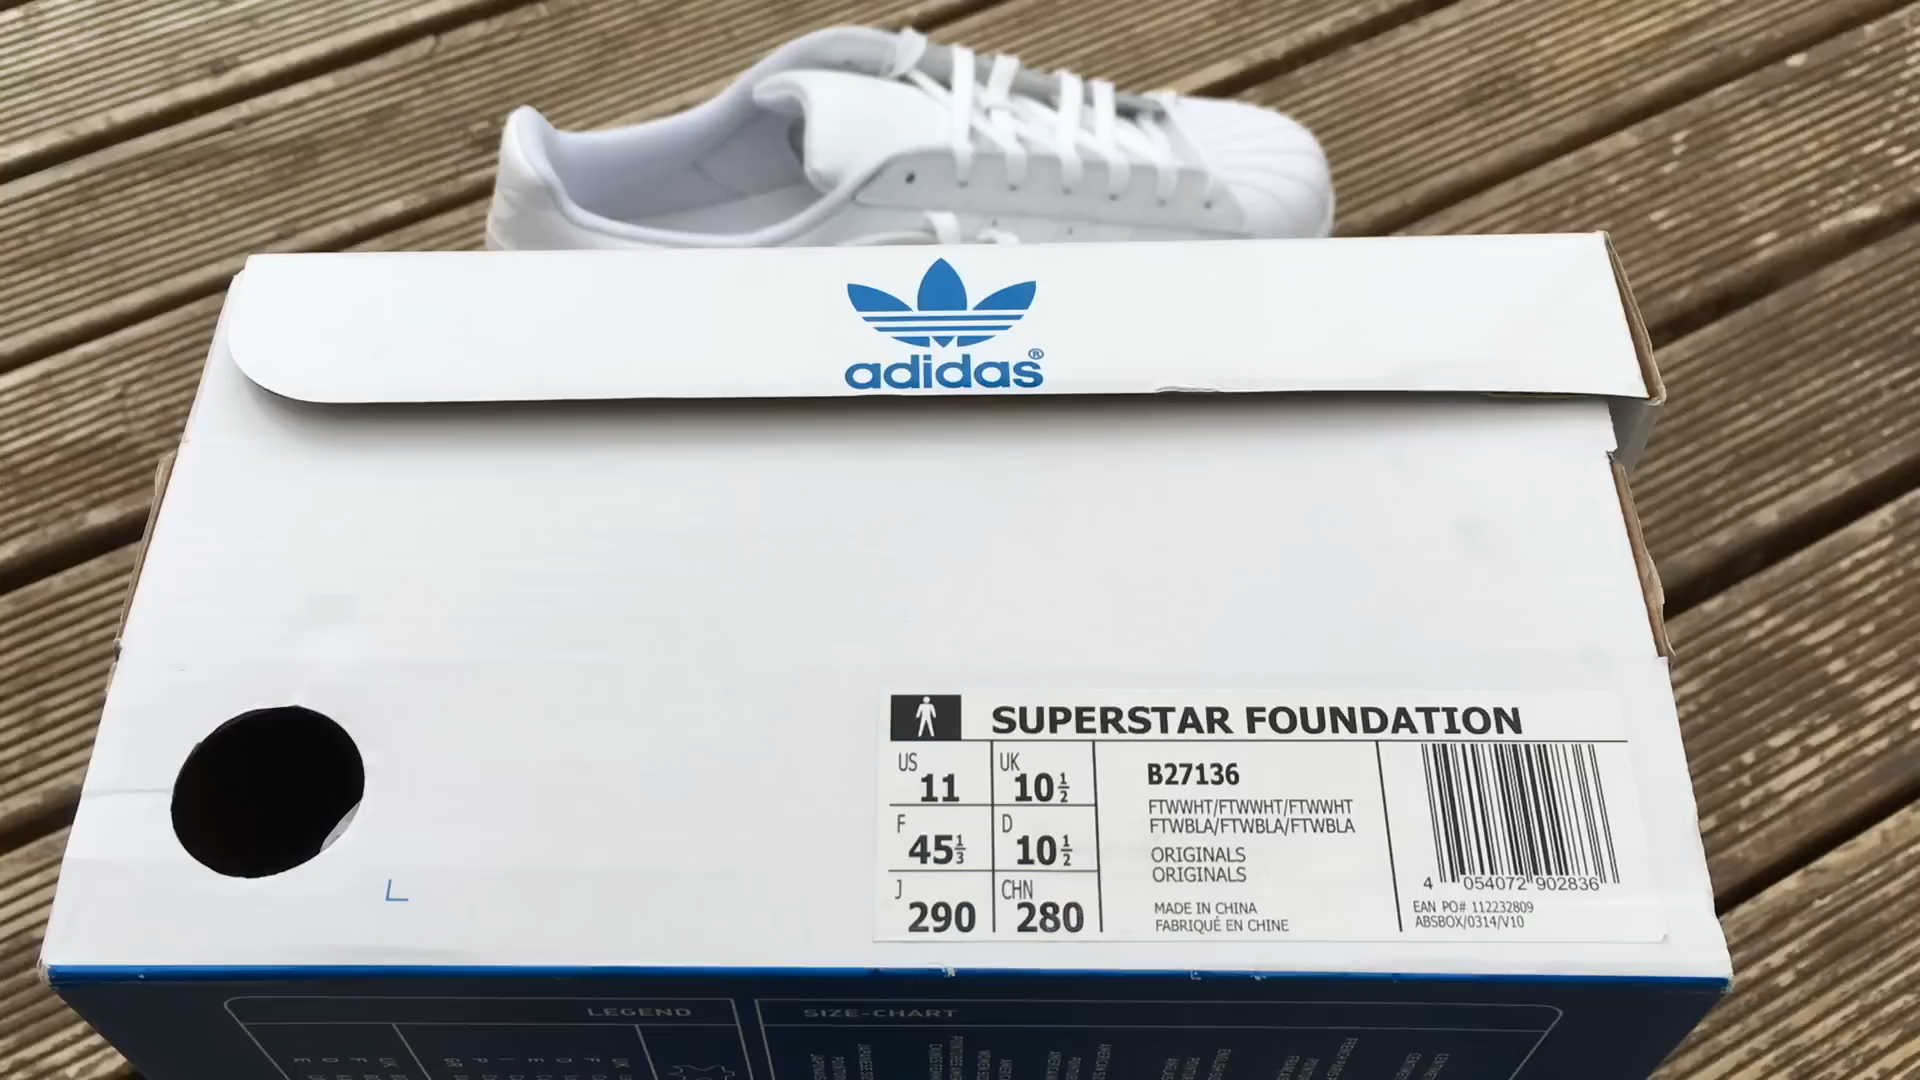 adidas®
SUPERSTAR FOUNDATION
US 11 UK 10½
F 45⅓ D 10½
J 290 CHN 280
B27136
FTWWHT/FTWWHT/FTWWHT
FTWBLA/FTWBLA/FTWBLA
ORIGINALS
ORIGINALS
MADE IN CHINA
FABRIQUÉ EN CHINE
4 054072 902836
EAN PO# 112232809
ABSBOX/0314/V10
L
LEGEND SIZE-CHART